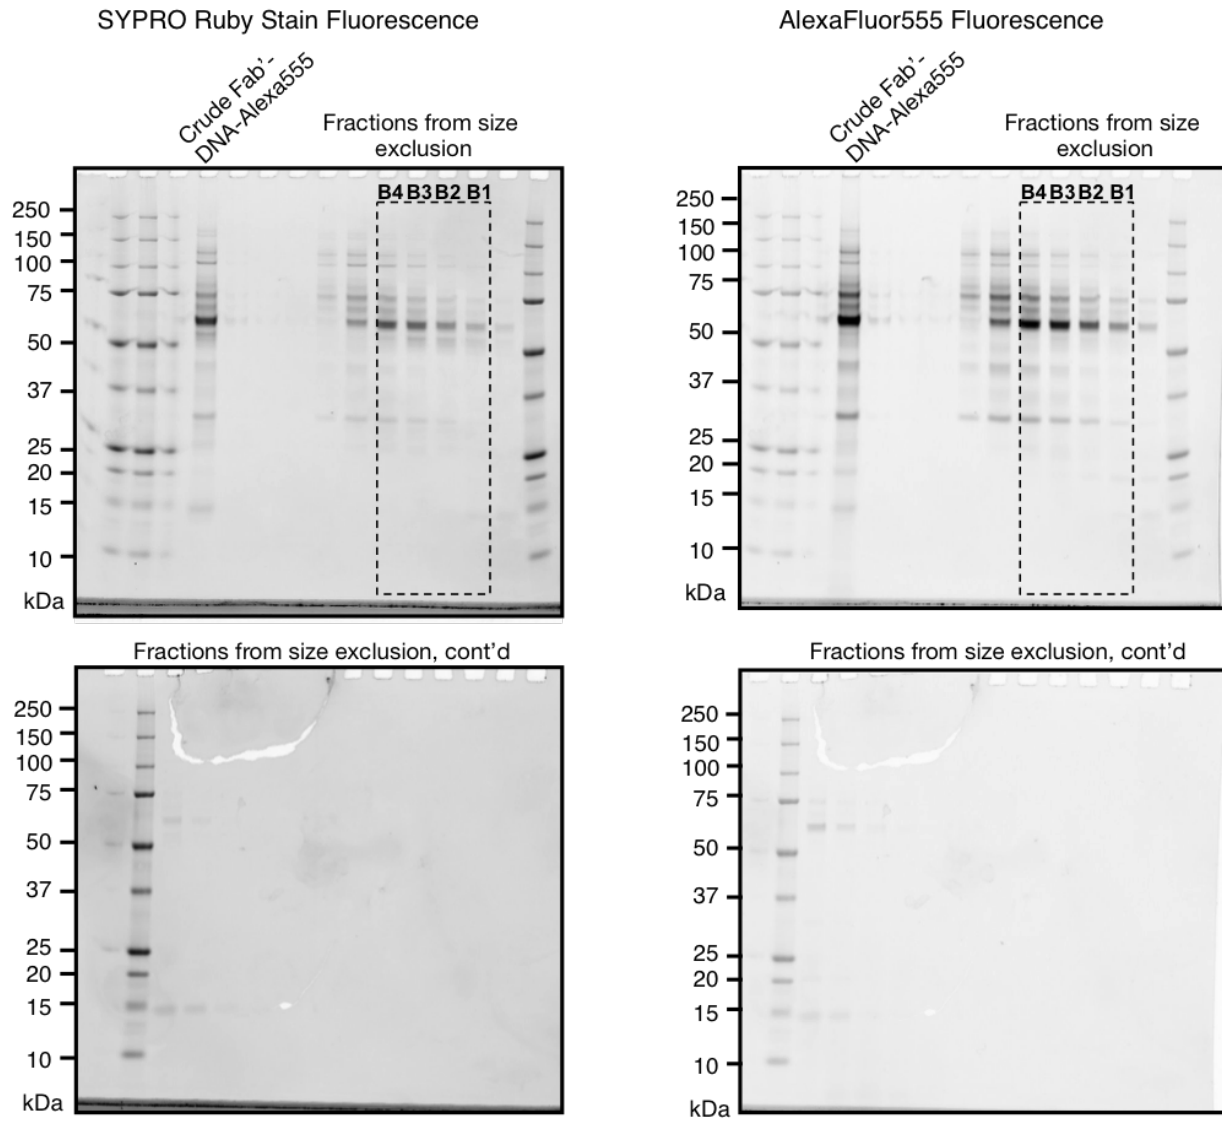 SYPRO Ruby Stain Fluorescence
AlexaFluor555 Fluorescence
Crude Fab’-
DNA-Alexa555
Fractions from size
exclusion
B4 B3 B2 B1
250
150
100
75
50
37
25
20
15
10
kDa
Crude Fab’-
DNA-Alexa555
Fractions from size
exclusion
B4 B3 B2 B1
250
150
100
75
50
37
25
20
15
10
kDa
Fractions from size exclusion, cont’d
250
150
100
75
50
37
25
20
15
10
kDa
Fractions from size exclusion, cont’d
250
150
100
75
50
37
25
20
15
10
kDa